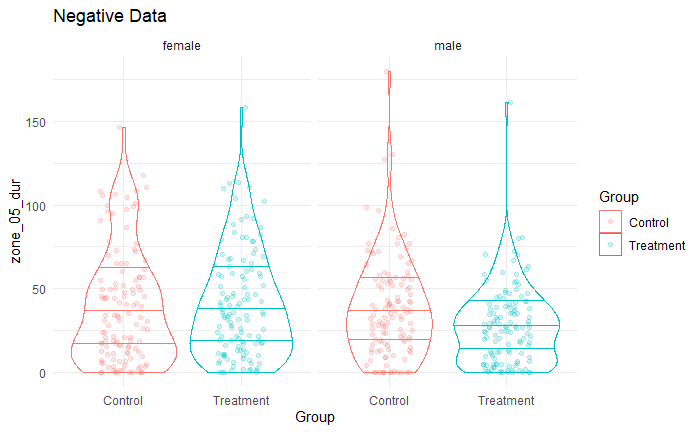 Negative Data
female
male
zone_05_dur
150
100
50
0
Control
Treatment
Control
Treatment
Group
Group
Control
Treatment